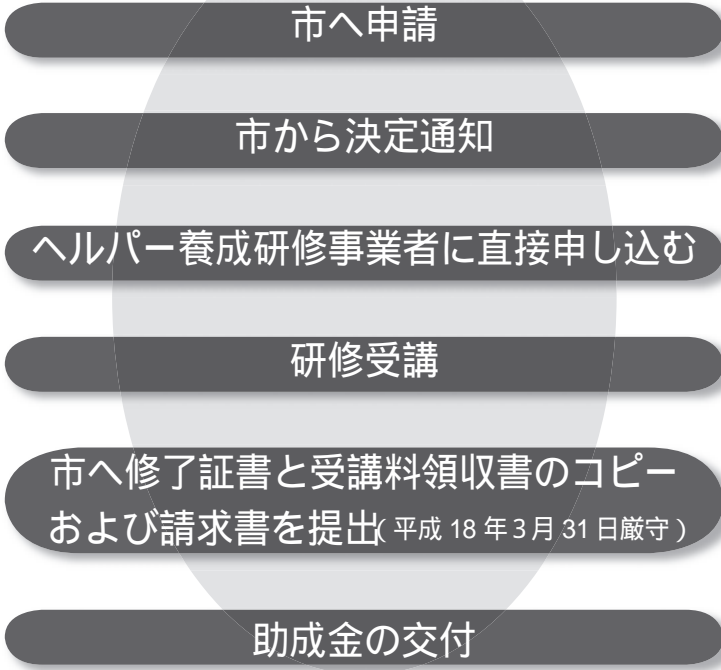 市へ申請
市から決定通知
ヘルパー養成研修事業者に直接申し込む
研修受講
市へ修了証書と受講料領収書のコピー
および請求書を提出(平成18年3月31日厳守)
助成金の交付